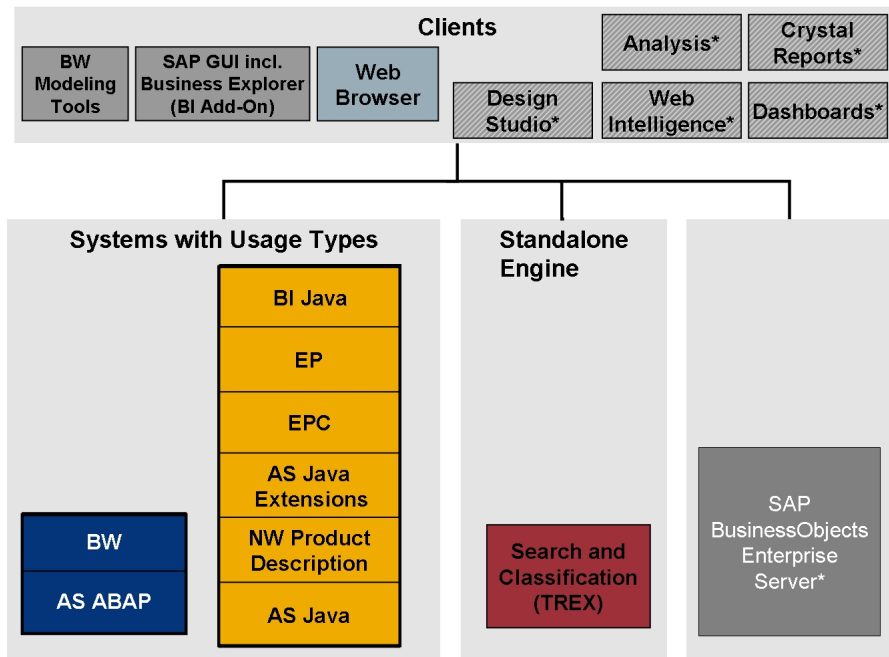 Clients
BW
Modeling
Tools
SAP GUI incl.
Business Explorer
(BI Add-On)
Web
Browser
Design
Studio*
Analysis*
Web
Intelligence*
Crystal
Reports*
Dashboards*
Systems with Usage Types
BW
AS ABAP
BI Java
EP
EPC
AS Java
Extensions
NW Product
Description
AS Java
Standalone
Engine
Search and
Classification
(TREX)
SAP
BusinessObjects
Enterprise
Server*